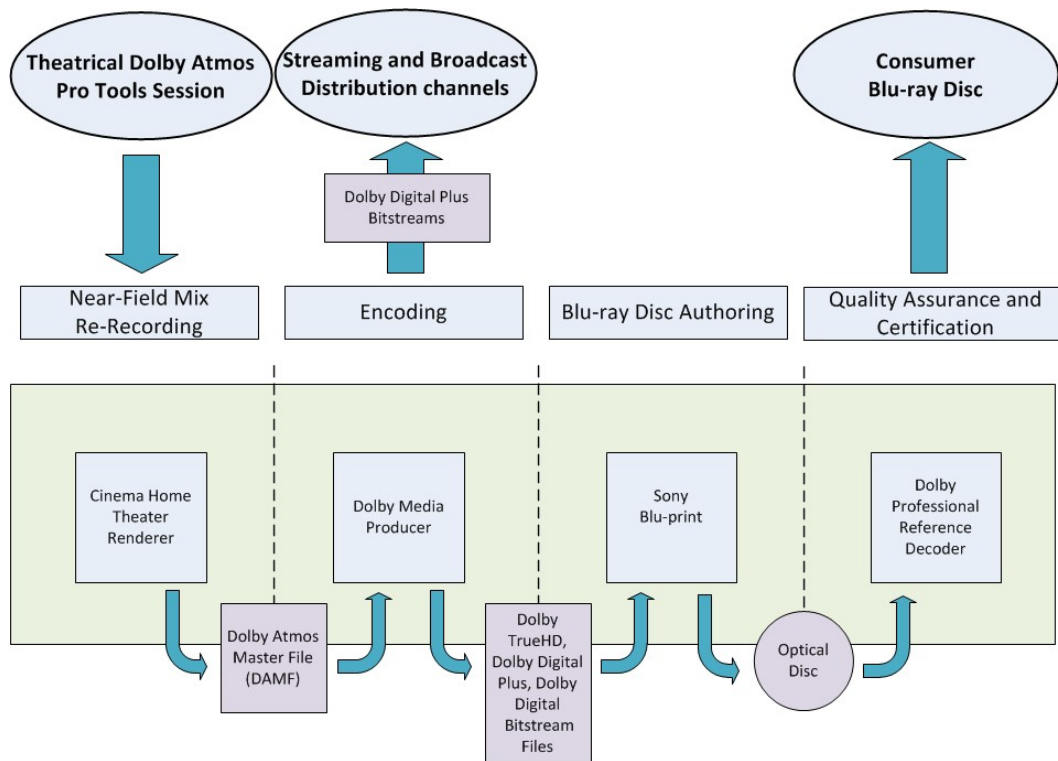 Theatrical Dolby Atmos
Pro Tools Session
Streaming and Broadcast
Distribution channels
Consumer
Blu-ray Disc
Dolby Digital Plus
Bitstreams
Near-Field Mix
Re-Recording
Encoding
Blu-ray Disc Authoring
Quality Assurance and
Certification
Cinema Home
Theater
Renderer
Dolby Media
Producer
Sony
Blu-print
Dolby
Professional
Reference
Decoder
Dolby Atmos
Master File
(DAMF)
Dolby
TrueHD,
Dolby Digital
Plus, Dolby
Digital
Bitstream
Files
Optical
Disc